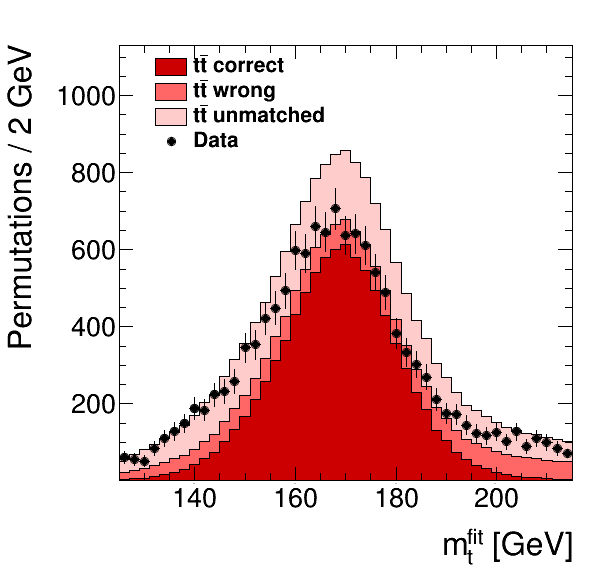 Permutations / 2 GeV
tt̄ correct
tt̄ wrong
tt̄ unmatched
Data
1000
800
600
400
200
140 160 180 200
m_t^fit [GeV]